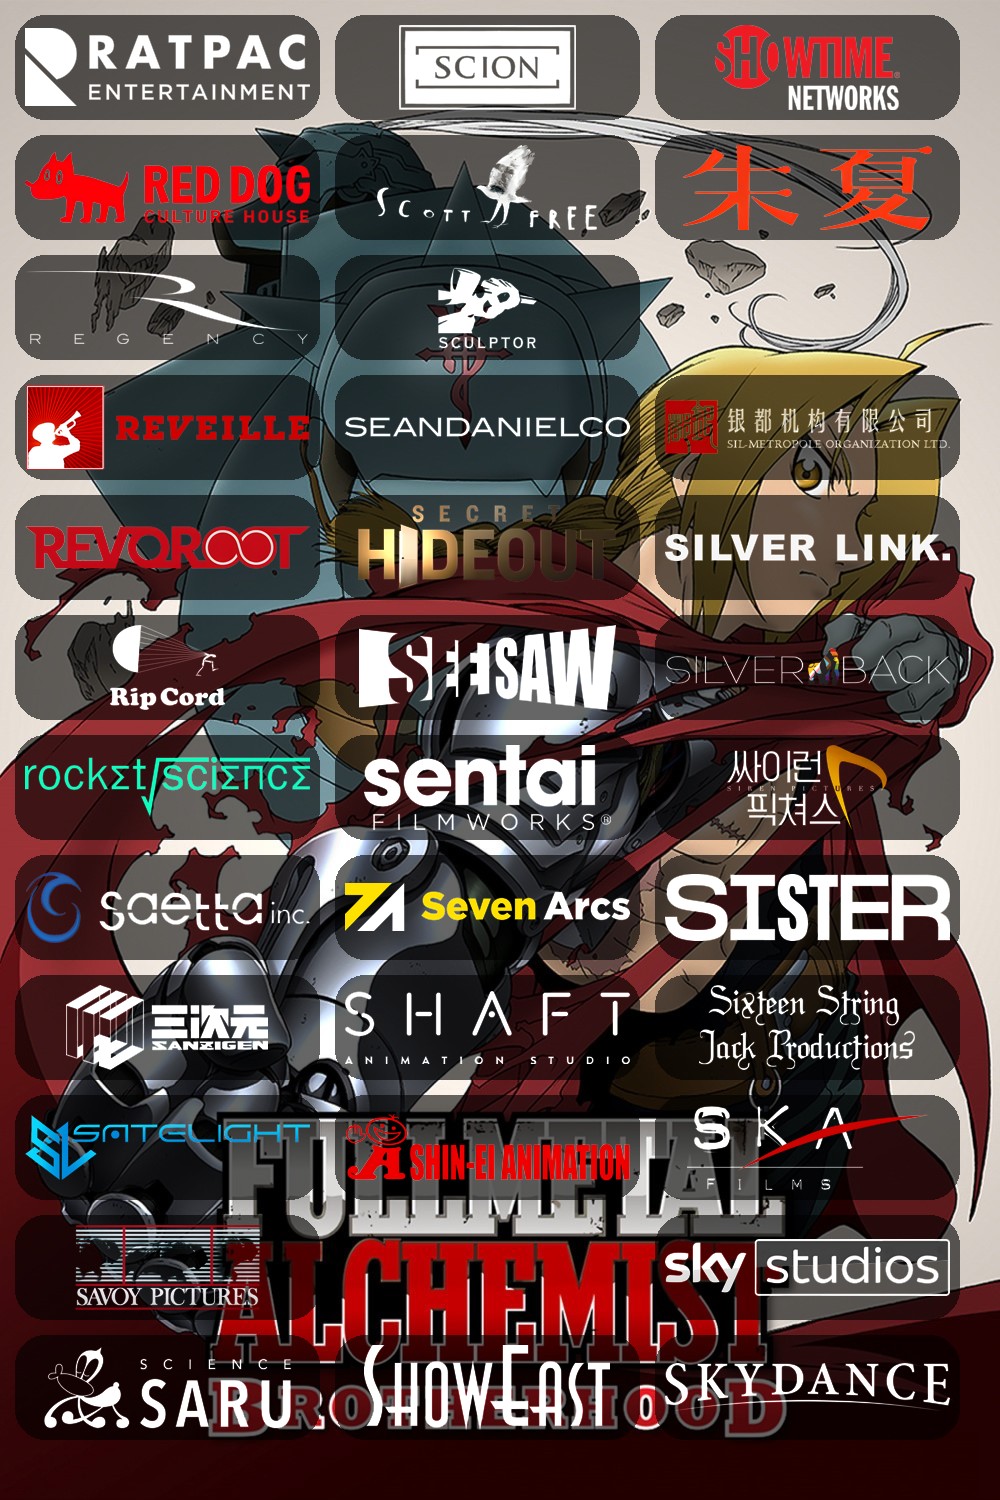 RATPAC
ENTERTAINMENT
SCION
SHOWTIME
NETWORKS
RED DOG
CULTURE HOUSE
SCOTT FREE
朱夏
REGENCY
SCULPTOR
REVEILLE
SEANDANIELCO
银都机构有限公司
SIL-METROPOLE ORGANIZATION LTD.
REVOROOT
SECRET
HIDEOUT
SILVER LINK.
Rip Cord
SEESAW
SILVERBACK
rockɛt sciɛncɛ
sentai
FILMWORKS®
싸이런
SIREN PICTURES
픽쳐스
saetta inc.
Seven Arcs
SISTER
三次元
SANZIGEN
SHAFT
ANIMATION STUDIO
Sixteen String
Jack Productions
SATELIGHT
SHIN-EI ANIMATION
SKA
FILMS
FULLMETAL
ALCHEMIST
BROTHERHOOD
SAVOY PICTURES
sky studios
SCIENCE
SARU
SHOWEAST
SKYDANCE